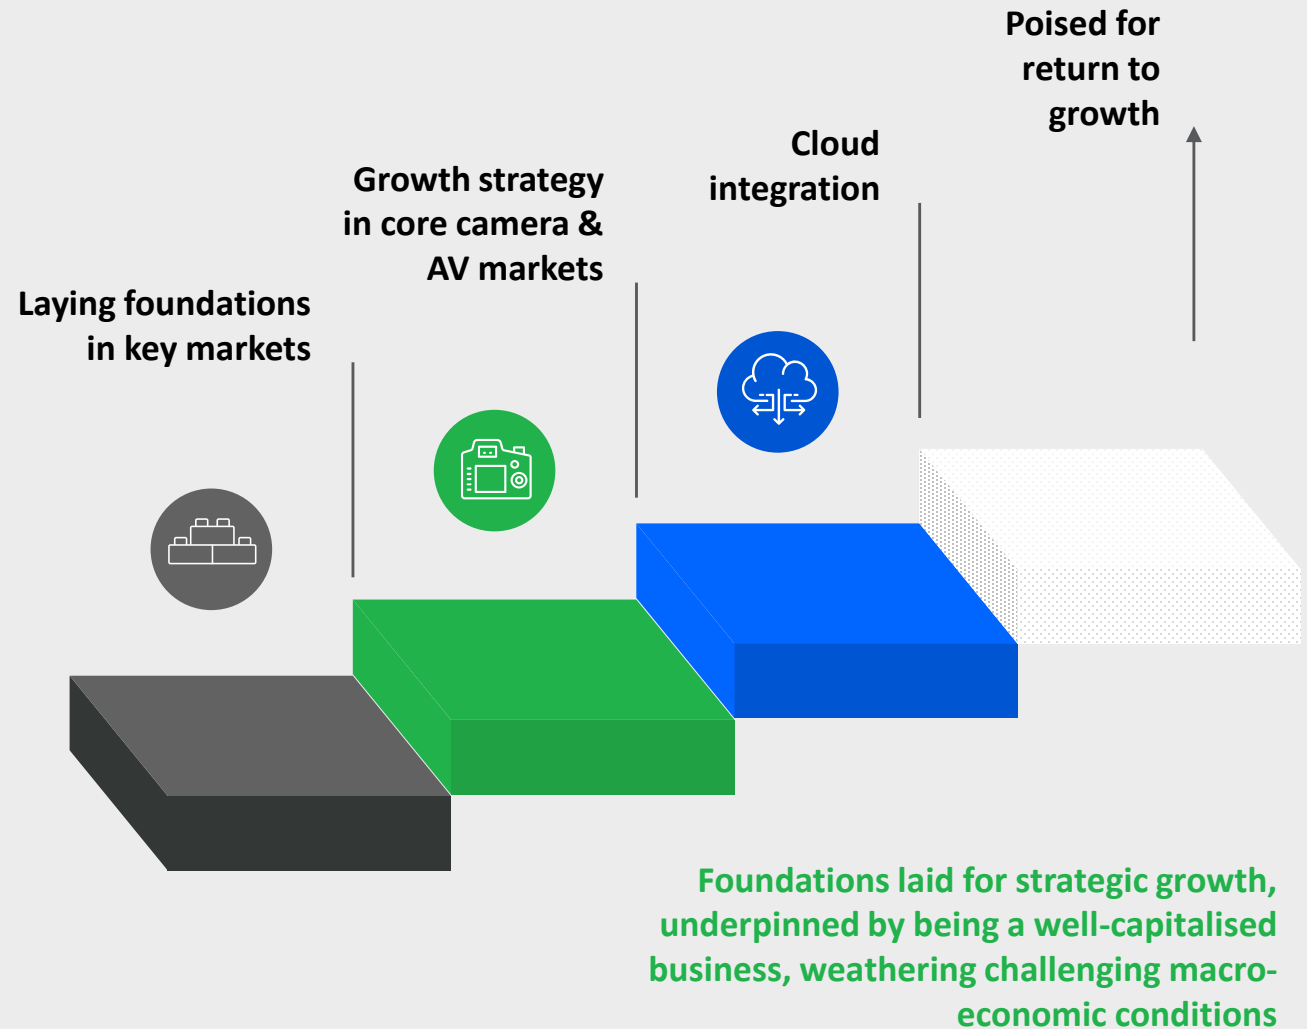 Laying foundations
in key markets
Growth strategy
in core camera &
AV markets
Cloud
integration
Poised for
return to
growth
Foundations laid for strategic growth,
underpinned by being a well-capitalised
business, weathering challenging macro-
economic conditions